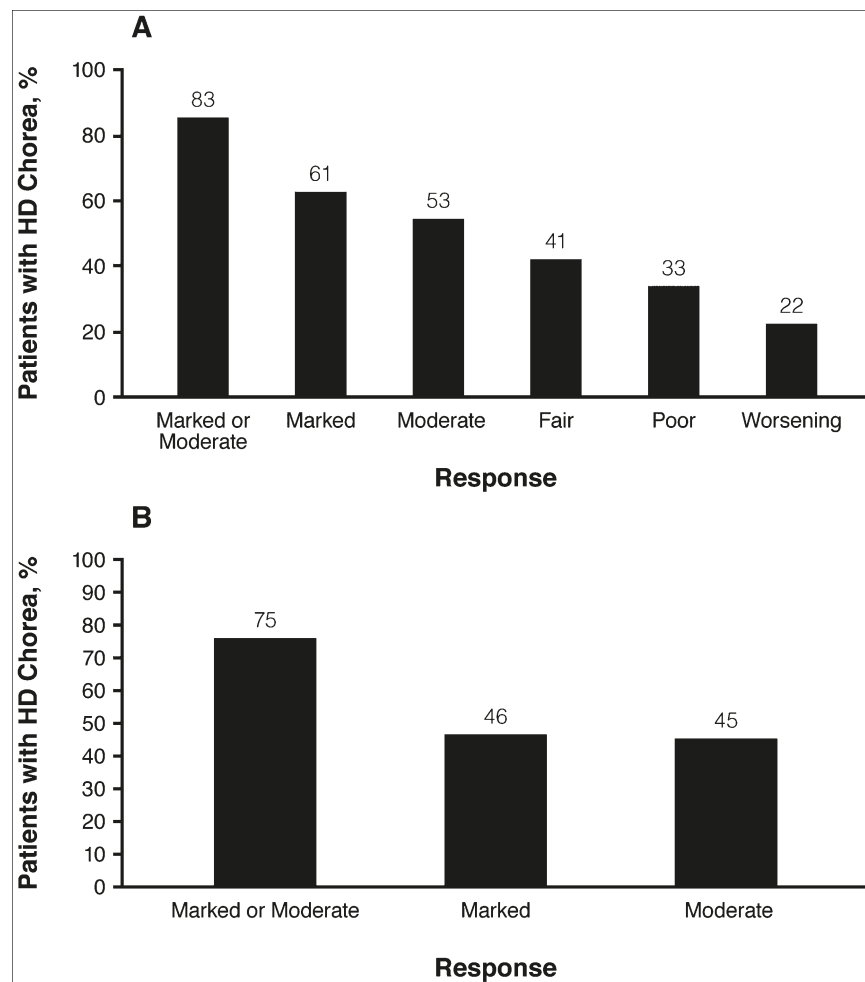 A
Patients with HD Chorea, %
100
80
60
40
20
0
83
61
53
41
33
22
Marked or
Moderate
Marked
Moderate
Fair
Poor
Worsening
Response
B
Patients with HD Chorea, %
100
90
80
70
60
50
40
30
20
10
0
75
46
45
Marked or Moderate
Marked
Moderate
Response